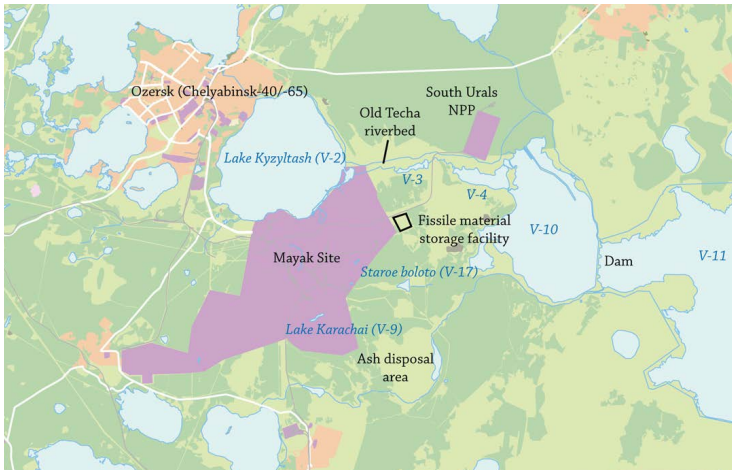 Ozersk (Chelyabinsk-40/-65)
South Urals
NPP
Old Techa
riverbed
Lake Kyzyltash (V-2)
V-3
V-4
Fissile material
storage facility
V-10
Mayak Site
Dam
V-11
Staroe boloto (V-17)
Lake Karachai (V-9)
Ash disposal
area